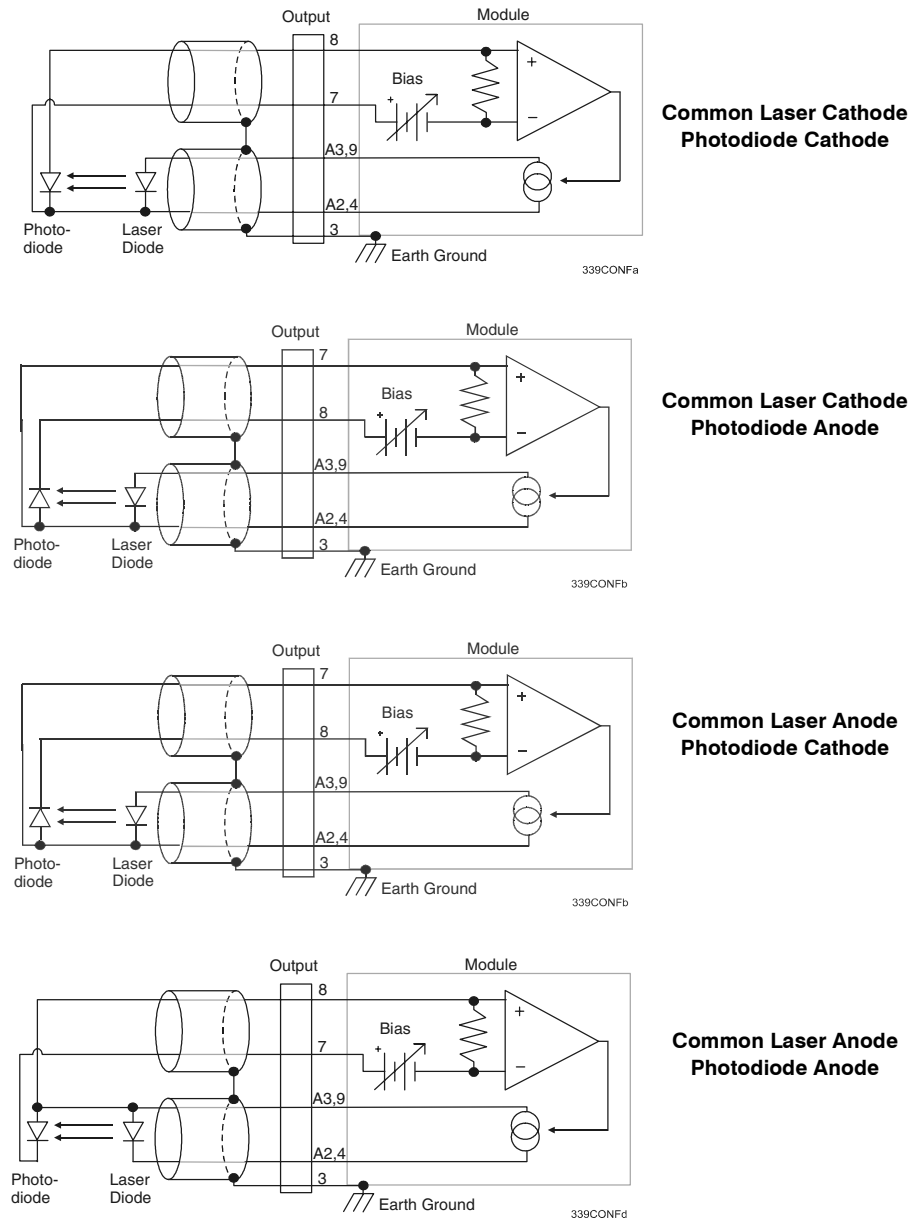 Output
Module
8
Bias
+
+
−
7
Common Laser Cathode
Photodiode Cathode
A3,9
A2,4
Photo-
diode
Laser
Diode
3
Earth Ground
339CONFa
Output
Module
7
Bias
+
+
−
8
Common Laser Cathode
Photodiode Anode
A3,9
A2,4
Photo-
diode
Laser
Diode
3
Earth Ground
339CONFb
Output
Module
7
Bias
+
+
−
8
Common Laser Anode
Photodiode Cathode
A3,9
A2,4
Photo-
diode
Laser
Diode
3
Earth Ground
339CONFb
Output
Module
8
Bias
+
+
−
7
Common Laser Anode
Photodiode Anode
A3,9
A2,4
Photo-
diode
Laser
Diode
3
Earth Ground
339CONFd